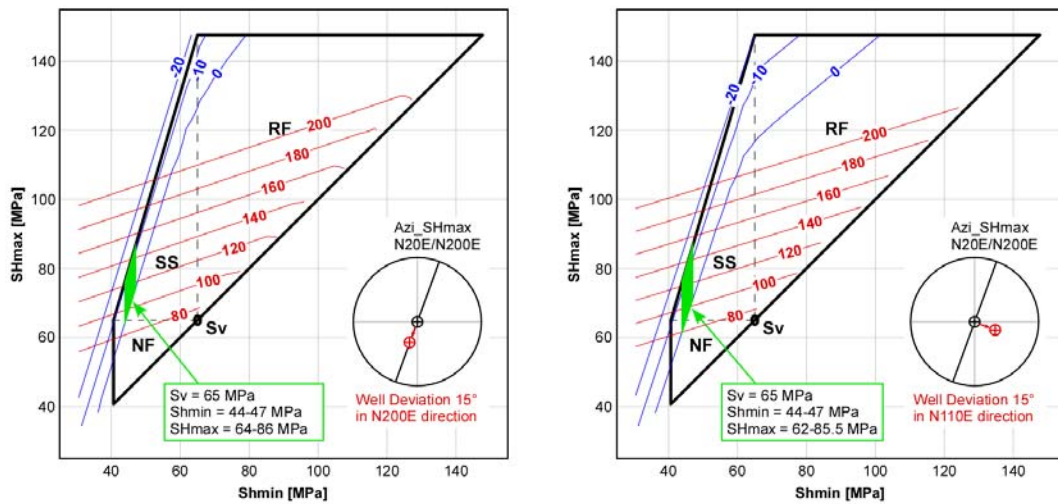 SHmax [MPa]
140
120
100
80
60
40
-20
-10
0
RF
200
180
160
140
120
100
80
SS
NF
Sv
Azi_SHmax
N20E/N200E
Well Deviation 15°
in N200E direction
Sv = 65 MPa
Shmin = 44-47 MPa
SHmax = 64-86 MPa
40 60 80 100 120 140
Shmin [MPa]
SHmax [MPa]
140
120
100
80
60
40
-20
-10
0
RF
200
180
160
140
120
100
80
SS
NF
Sv
Azi_SHmax
N20E/N200E
Well Deviation 15°
in N110E direction
Sv = 65 MPa
Shmin = 44-47 MPa
SHmax = 62-85.5 MPa
40 60 80 100 120 140
Shmin [MPa]